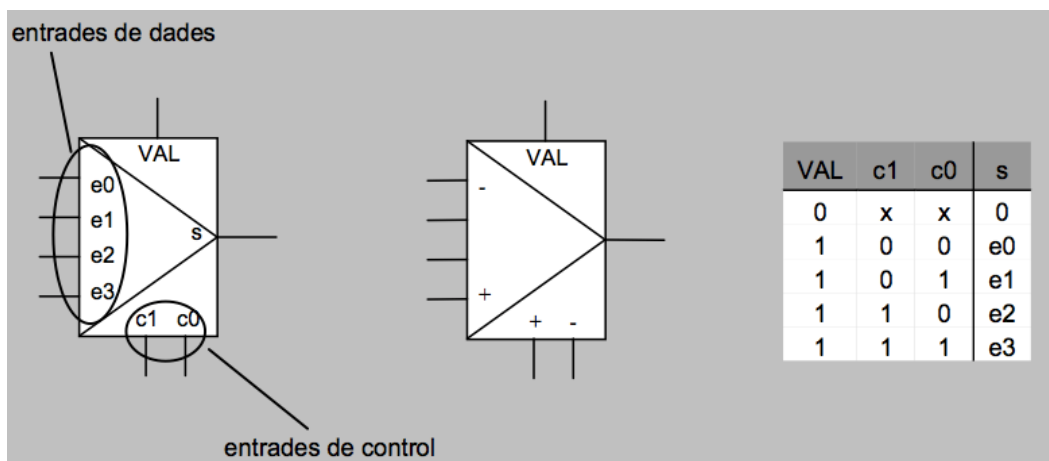 entrades de dades
VAL
e0
e1
e2
e3
s
c1 c0
entrades de control
VAL
-
+
+ -
VAL c1 c0 s
0 x x 0
1 0 0 e0
1 0 1 e1
1 1 0 e2
1 1 1 e3